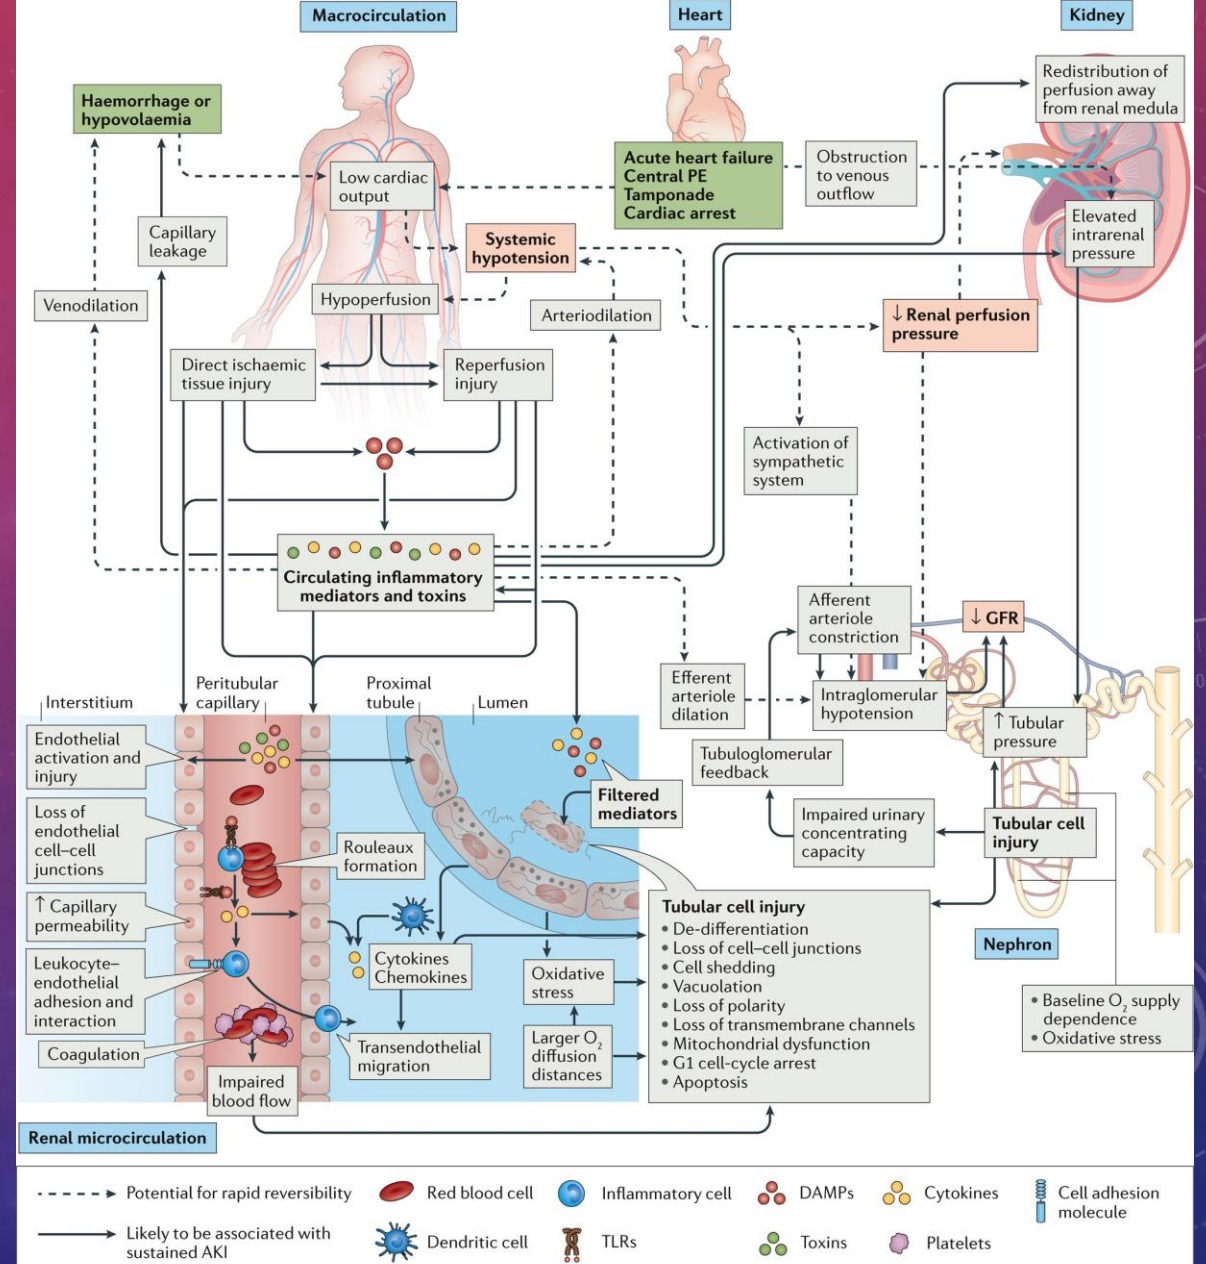 Macrocirculation
Heart
Kidney
Haemorrhage or
hypovolaemia
Low cardiac
output
Acute heart failure
Central PE
Tamponade
Cardiac arrest
Obstruction
to venous
outflow
Redistribution of
perfusion away
from renal medula
Capillary
leakage
Systemic
hypotension
Elevated
intrarenal
pressure
Venodilation
Hypoperfusion
Arteriodilation
↓ Renal perfusion
pressure
Direct ischaemic
tissue injury
Reperfusion
injury
Activation of
sympathetic
system
Circulating inflammatory
mediators and toxins
Afferent
arteriole
constriction
↓ GFR
Efferent
arteriole
dilation
Intraglomerular
hypotension
↑ Tubular
pressure
Tubuloglomerular
feedback
Impaired urinary
concentrating
capacity
Tubular cell
injury
Nephron
• Baseline O₂ supply
dependence
• Oxidative stress
Interstitium
Peritubular
capillary
Proximal
tubule
Lumen
Endothelial
activation and
injury
Loss of
endothelial
cell–cell
junctions
↑ Capillary
permeability
Leukocyte–
endothelial
adhesion and
interaction
Coagulation
Rouleaux
formation
Filtered
mediators
Cytokines
Chemokines
Oxidative
stress
Transendothelial
migration
Larger O₂
diffusion
distances
Impaired
blood flow
Tubular cell injury
• De-differentiation
• Loss of cell–cell junctions
• Cell shedding
• Vacuolation
• Loss of polarity
• Loss of transmembrane channels
• Mitochondrial dysfunction
• G1 cell-cycle arrest
• Apoptosis
Renal microcirculation
Potential for rapid reversibility
Red blood cell
Inflammatory cell
DAMPs
Cytokines
Cell adhesion
molecule
Likely to be associated with
sustained AKI
Dendritic cell
TLRs
Toxins
Platelets